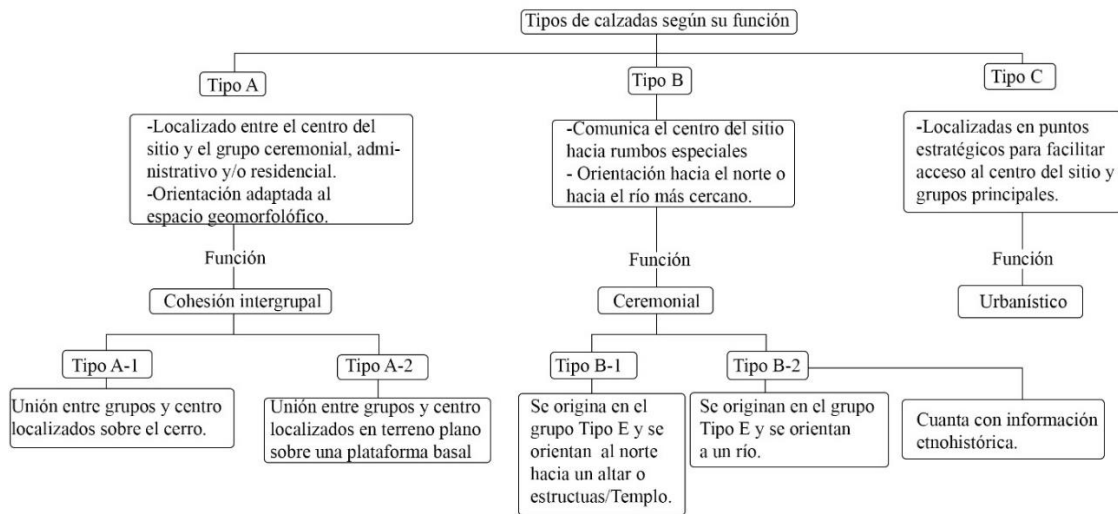 Tipos de calzadas según su función
Tipo A
Tipo B
Tipo C
-Localizado entre el centro del
sitio y el grupo ceremonial, admi-
nistrativo y/o residencial.
-Orientación adaptada al
espacio geomorfolófico.
-Comunica el centro del sitio
hacia rumbos especiales
- Orientación hacia el norte o
hacia el río más cercano.
-Localizadas en puntos
estratégicos para facilitar
acceso al centro del sitio y
grupos principales.
Función
Función
Función
Cohesión intergrupal
Ceremonial
Urbanístico
Tipo A-1
Tipo A-2
Tipo B-1
Tipo B-2
Unión entre grupos y centro
localizados sobre el cerro.
Unión entre grupos y centro
localizados en terreno plano
sobre una plataforma basal
Se origina en el
grupo Tipo E y se
orientan al norte
hacia un altar o
estructuas/Templo.
Se originan en el grupo
Tipo E y se orientan
a un río.
Cuanta con información
etnohistórica.